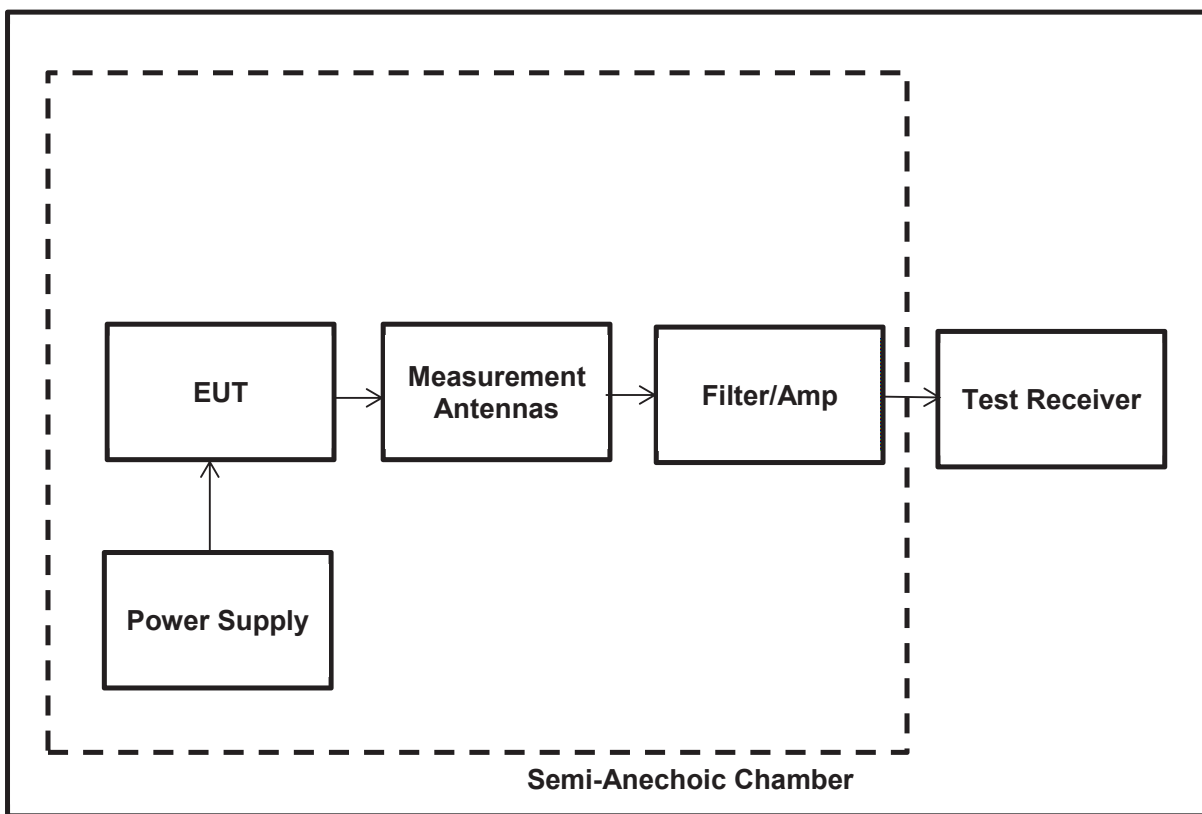 EUT
Measurement
Antennas
Filter/Amp
Test Receiver
Power Supply
Semi-Anechoic Chamber